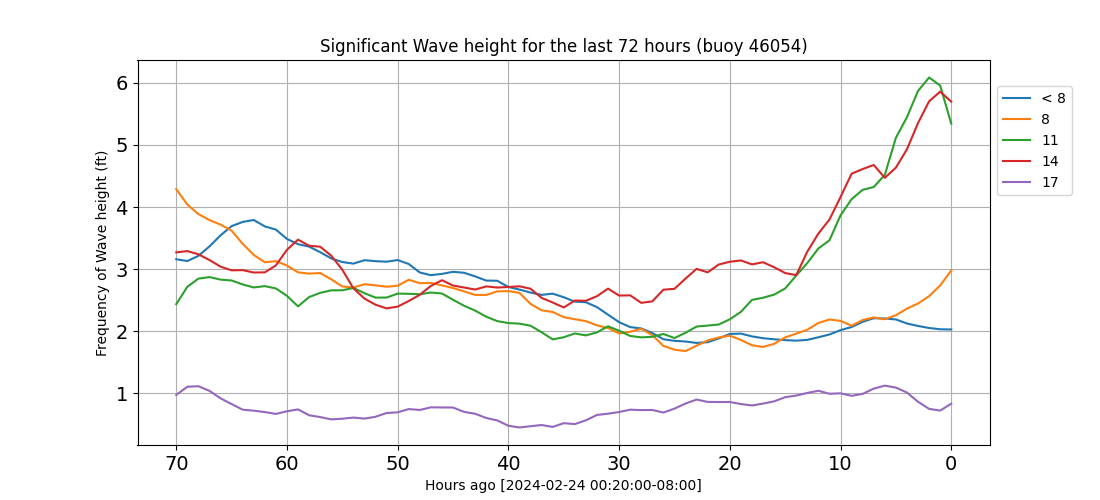 Significant Wave height for the last 72 hours (buoy 46054)
Frequency of Wave height (ft)
6
5
4
3
2
1
70 60 50 40 30 20 10 0
Hours ago [2024-02-24 00:20:00-08:00]
< 8
8
11
14
17